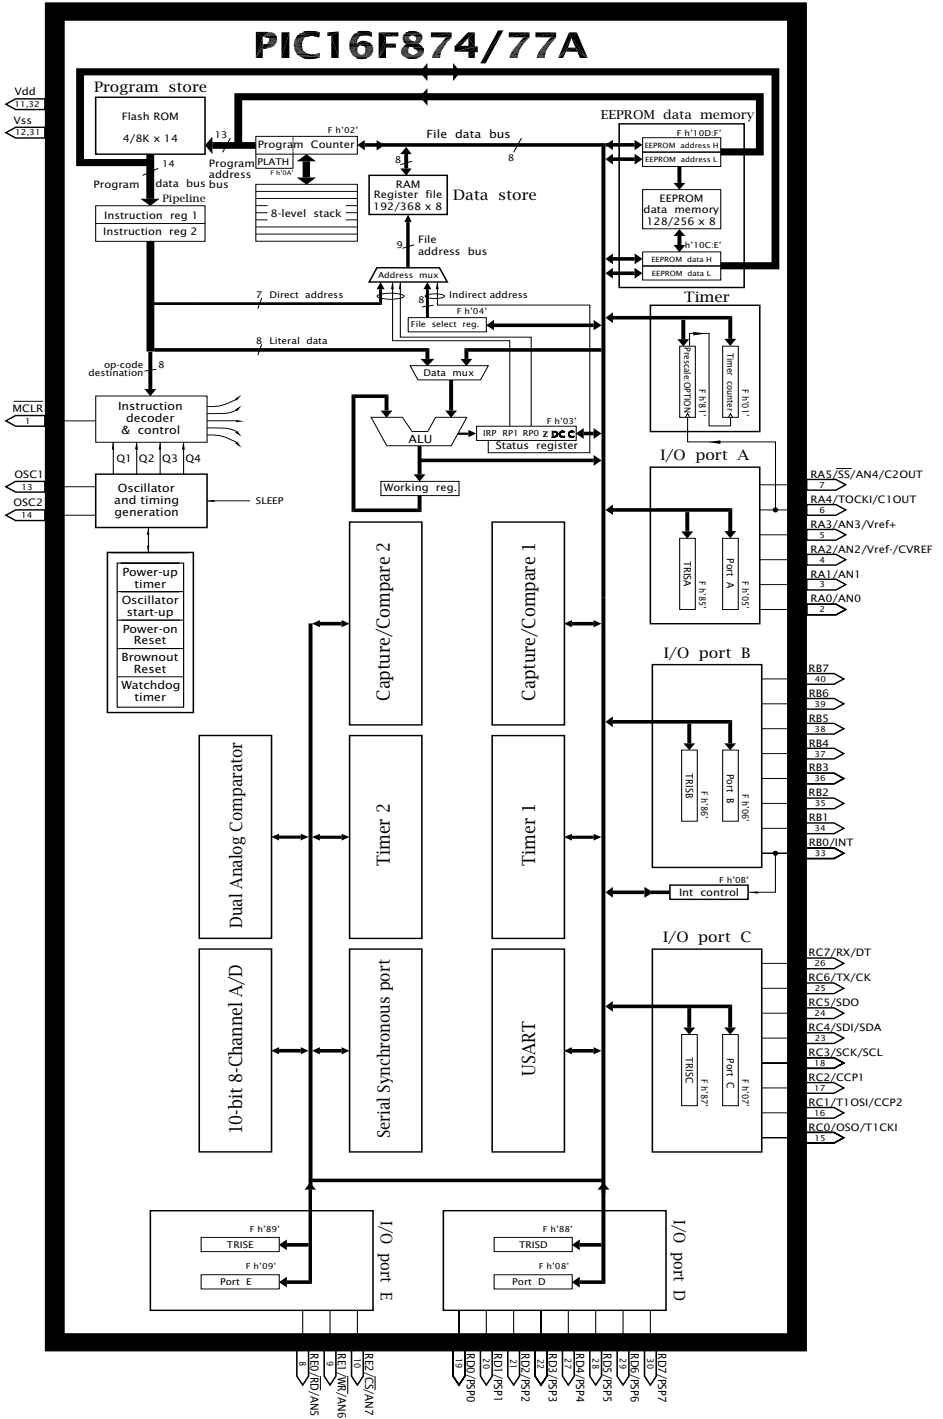 PIC16F874/77A
Vdd
11,32
Vss
12,31
Program store
Flash ROM
4/8K x 14
13
Program
address
bus
14
Program data bus
Pipeline
Instruction reg 1
Instruction reg 2
F h'02'
Program Counter
PLATH
F h'0A'
8-level stack
File data bus
8
8
RAM
Register file
192/368 x 8
Data store
9
File
address bus
Address mux
7 Direct address
Indirect address
8
F h'04'
File select reg.
8 Literal data
Data mux
EEPROM data memory
F h'10D:F'
EEPROM address H
EEPROM address L
EEPROM
data memory
128/256 x 8
h'10C:E'
EEPROM data H
EEPROM data L
Timer
Prescale:OPTION
F h'81'
Timer counter
F h'01'
op-code
destination
8
MCLR
1
Instruction
decoder
& control
Q1
Q2
Q3
Q4
OSC1
13
OSC2
14
Oscillator
and timing
generation
SLEEP
Power-up
timer
Oscillator
start-up
Power-on
Reset
Brownout
Reset
Watchdog
timer
ALU
F h'03'
IRP RP1 RP0 Z DC C
Status register
Working reg.
I/O port A
TRISA
F h'85'
Port A
F h'05'
RA5/SS/AN4/C2OUT
7
RA4/TOCKI/C1OUT
6
RA3/AN3/Vref+
5
RA2/AN2/Vref-/CVREF
4
RA1/AN1
3
RA0/AN0
2
Capture/Compare 2
Capture/Compare 1
I/O port B
TRISB
F h'86'
Port B
F h'06'
RB7
40
RB6
39
RB5
38
RB4
37
RB3
36
RB2
35
RB1
34
RB0/INT
33
F h'0B'
Int control
Dual Analog Comparator
Timer 2
Timer 1
10-bit 8-Channel A/D
Serial Synchronous port
USART
I/O port C
TRISC
F h'87'
Port C
F h'07'
RC7/RX/DT
26
RC6/TX/CK
25
RC5/SDO
24
RC4/SDI/SDA
23
RC3/SCK/SCL
18
RC2/CCP1
17
RC1/T1OSI/CCP2
16
RC0/OSO/T1CKI
15
F h'89'
TRISE
F h'09'
Port E
I/O port E
F h'88'
TRISD
F h'08'
Port D
I/O port D
8
RE0/RD/AN5
9
RE1/WR/AN6
10
RE2/CS/AN7
19
RD0/PSP0
20
RD1/PSP1
21
RD2/PSP2
22
RD3/PSP3
27
RD4/PSP4
28
RD5/PSP5
29
RD6/PSP6
30
RD7/PSP7